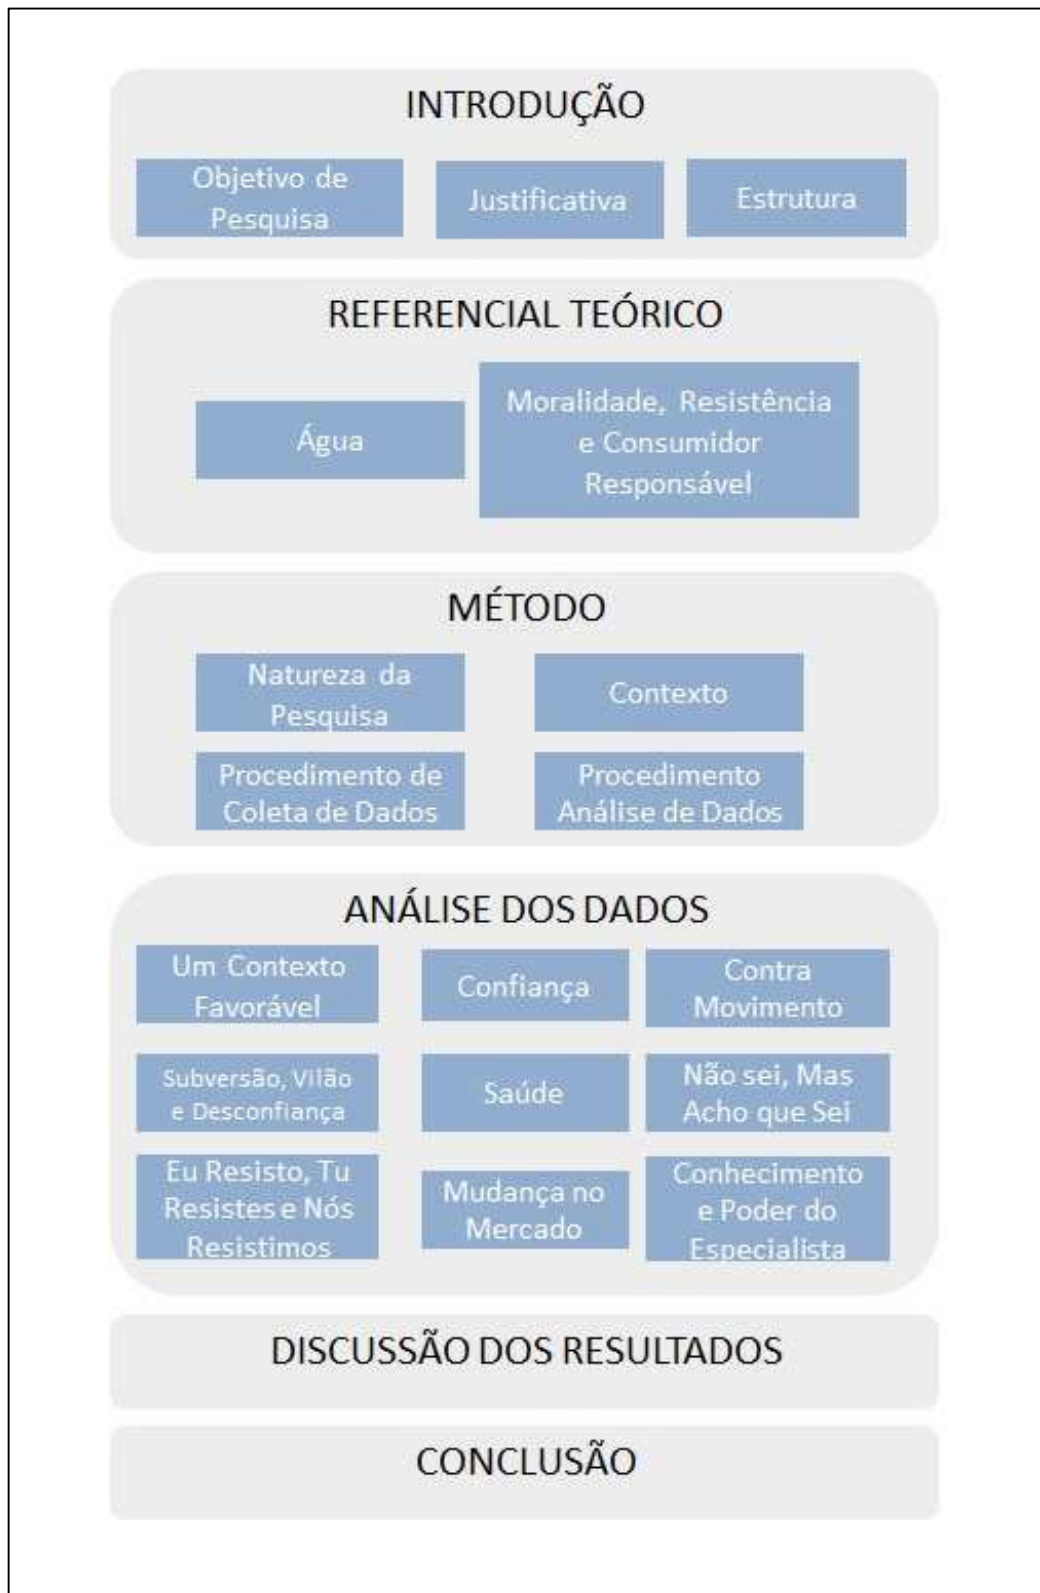 INTRODUÇÃO
Objetivo de
Pesquisa
Justificativa
Estrutura
REFERENCIAL TEÓRICO
Água
Moralidade, Resistência
e Consumidor
Responsável
MÉTODO
Natureza da
Pesquisa
Contexto
Procedimento de
Coleta de Dados
Procedimento
Análise de Dados
ANÁLISE DOS DADOS
Um Contexto
Favorável
Confiança
Contra
Movimento
Subversão, Vilão
e Desconfiança
Saúde
Não sei, Mas
Acho que Sei
Eu Resisto, Tu
Resistes e Nós
Resistimos
Mudança no
Mercado
Conhecimento
e Poder do
Especialista
DISCUSSÃO DOS RESULTADOS
CONCLUSÃO